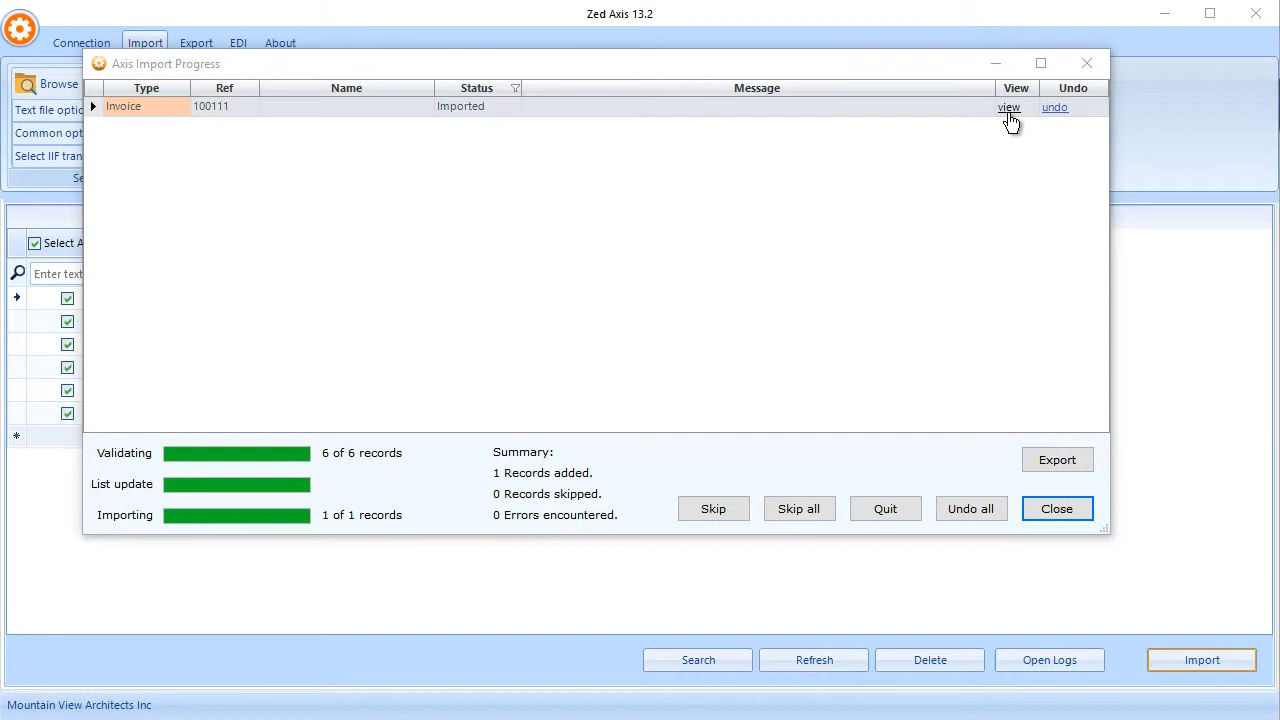 Zed Axis 13.2
Connection Import Export EDI About
Browse
Text file optio
Common opt
Select IIF tran
Se
Axis Import Progress
Type Ref Name Status Message View Undo
Invoice 100111 Imported view undo
Select A
Enter text
Validating 6 of 6 records
List update
Importing 1 of 1 records
Summary:
1 Records added.
0 Records skipped.
0 Errors encountered.
Export
Skip Skip all Quit Undo all Close
Search Refresh Delete Open Logs Import
Mountain View Architects Inc